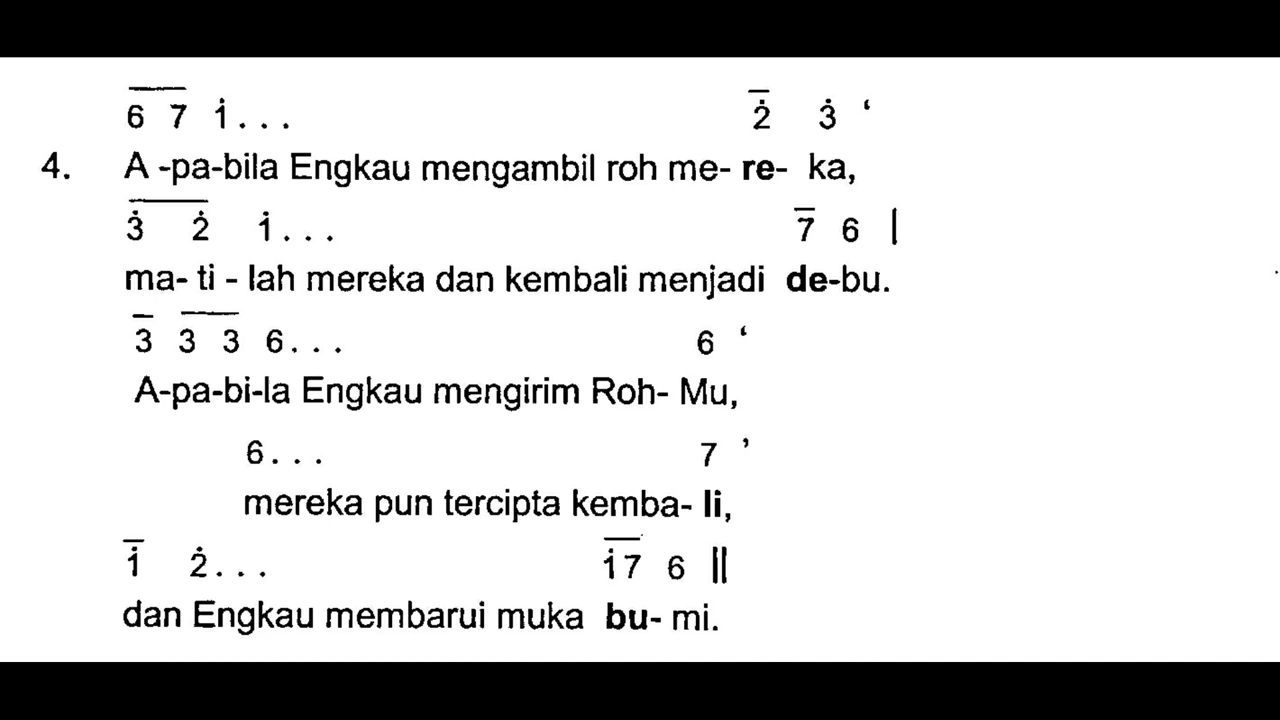 6 7 i̇... 2̇ 3̇ ‘
4. A -pa-bila Engkau mengambil roh me- re- ka,
3̇ 2̇ i̇... 7 6 |
ma- ti - lah mereka dan kembali menjadi de-bu.
3 3 3 6... 6 ‘
A-pa-bi-la Engkau mengirim Roh- Mu,
6... 7 ’
mereka pun tercipta kemba- li,
1̇ 2̇... 1̇7 6 ||
dan Engkau membarui muka bu- mi.